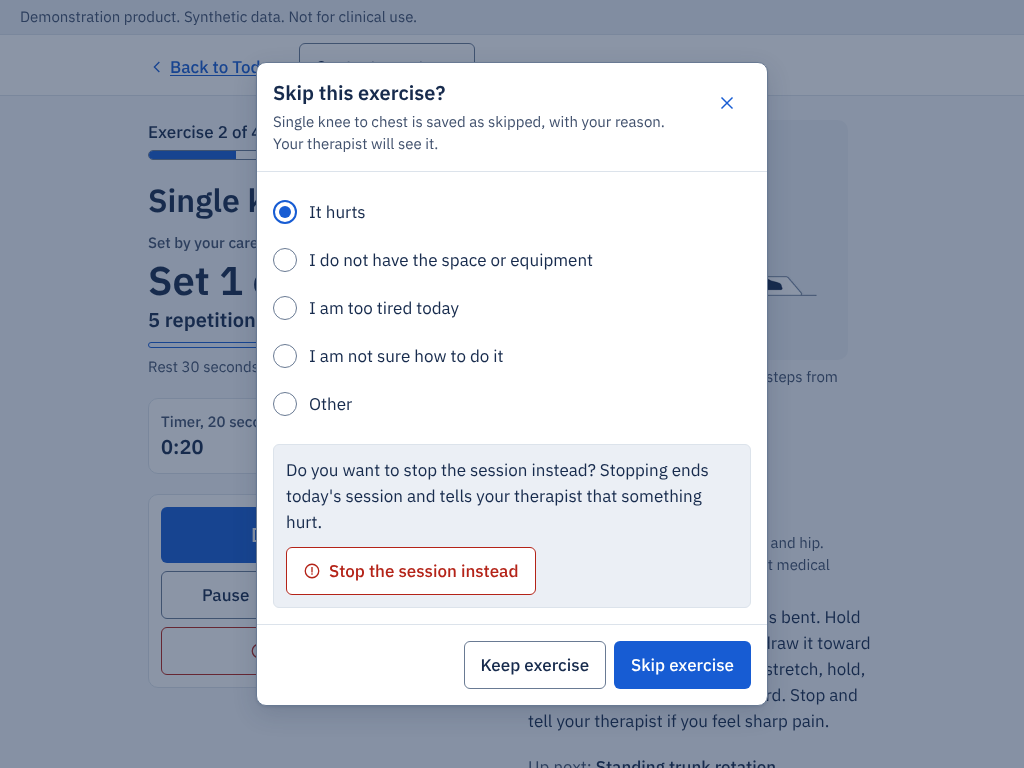 Demonstration product. Synthetic data. Not for clinical use.
Back to
Skip this exercise?
Single knee to chest is saved as skipped, with your reason.
Your therapist will see it.
It hurts
I do not have the space or equipment
I am too tired today
I am not sure how to do it
Other
Do you want to stop the session instead? Stopping ends
today's session and tells your therapist that something
hurt.
Stop the session instead
Keep exercise
Skip exercise
Exercise 2 of
Single
Set by your care
Set 1
5 repetition
Rest 30 seconds
Timer, 20
0:20
Pause
steps from
and hip.
medical
s bent. Hold
draw it toward
stretch, hold,
Stop and
tell your therapist if you feel sharp pain.
Up next: Standing trunk rotation